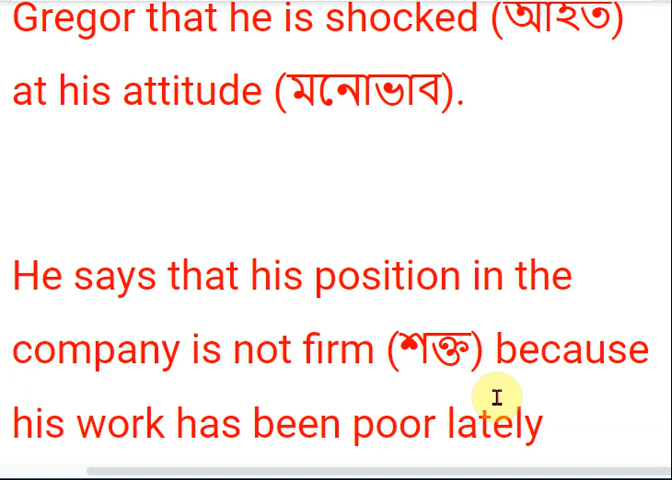 Gregor that he is shocked (আহত)
at his attitude (মনোভাব).
He says that his position in the
company is not firm (শক্ত) because
his work has been poor lately